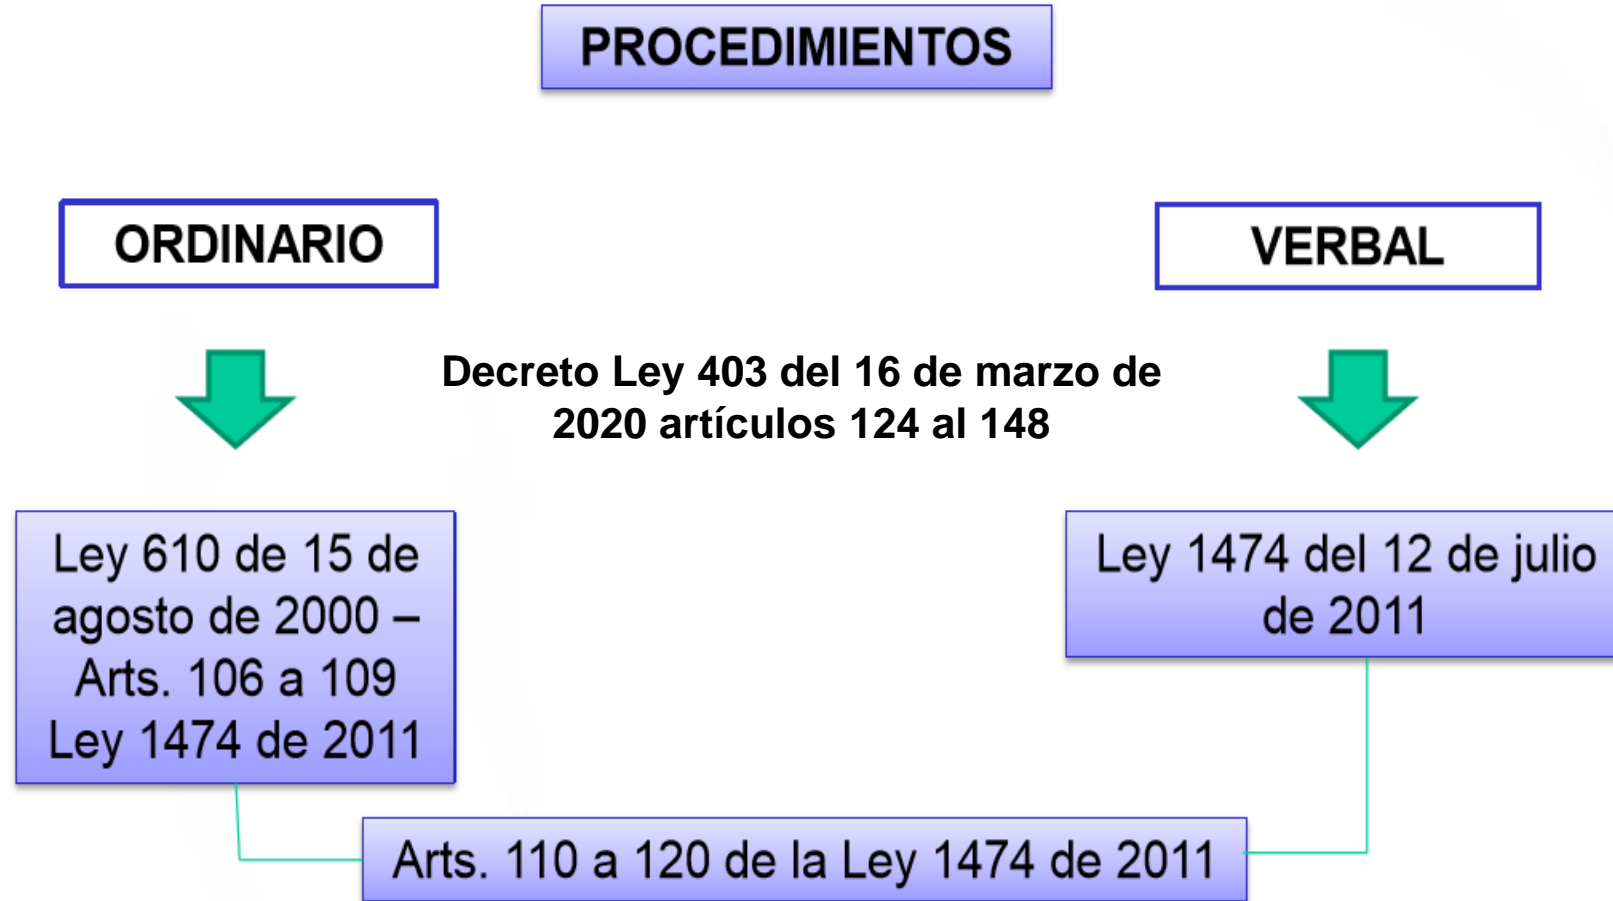 PROCEDIMIENTOS
ORDINARIO
VERBAL
Decreto Ley 403 del 16 de marzo de
2020 artículos 124 al 148
Ley 610 de 15 de
agosto de 2000 –
Arts. 106 a 109
Ley 1474 de 2011
Ley 1474 del 12 de julio
de 2011
Arts. 110 a 120 de la Ley 1474 de 2011